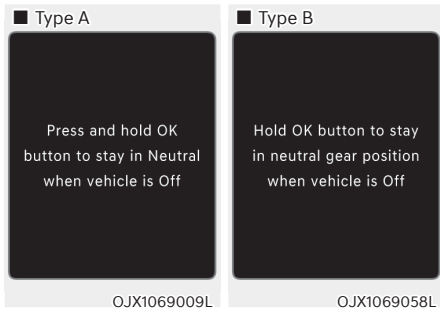 ■ Type A
Press and hold OK
button to stay in Neutral
when vehicle is Off
OJX1069009L
■ Type B
Hold OK button to stay
in neutral gear position
when vehicle is Off
OJX1069058L